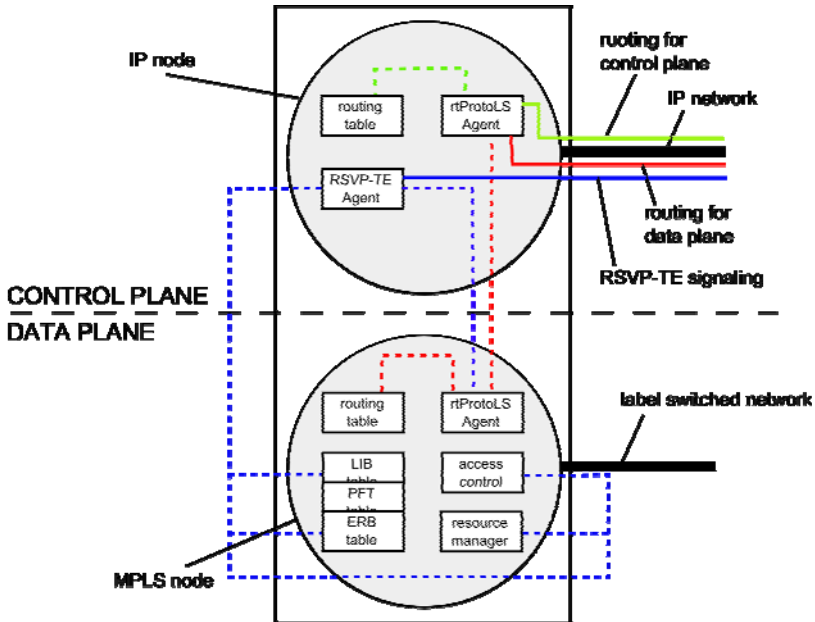 IP node
ruoting for
control plane
IP network
routing
table
rtProtoLS
Agent
RSVP-TE
Agent
routing for
data plane
RSVP-TE signaling
CONTROL PLANE
DATA PLANE
routing
table
rtProtoLS
Agent
label switched network
LIB
table
PFT
table
ERB
table
access
control
resource
manager
MPLS node